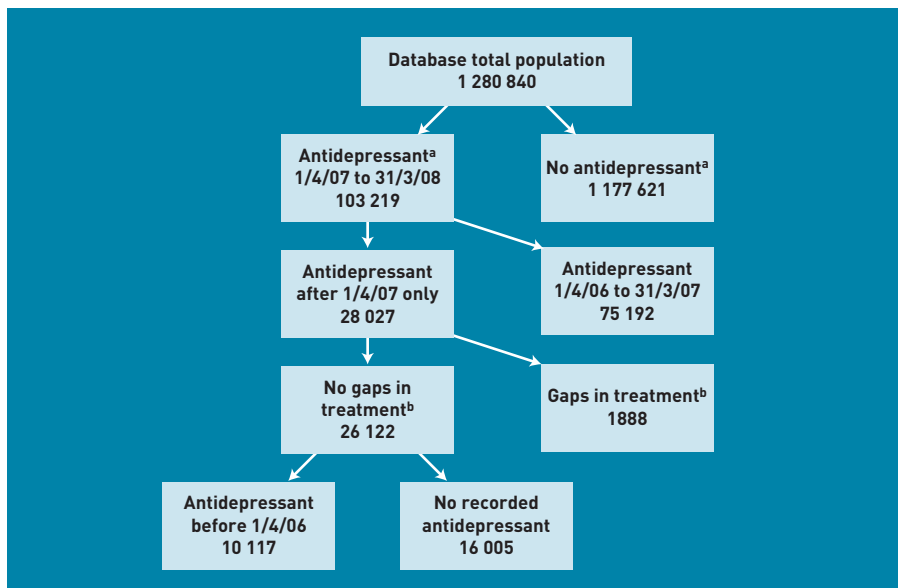 Database total population
1 280 840
Antidepressantᵃ
1/4/07 to 31/3/08
103 219
No antidepressantᵃ
1 177 621
Antidepressant
after 1/4/07 only
28 027
Antidepressant
1/4/06 to 31/3/07
75 192
No gaps in
treatmentᵇ
26 122
Gaps in treatmentᵇ
1888
Antidepressant
before 1/4/06
10 117
No recorded
antidepressant
16 005